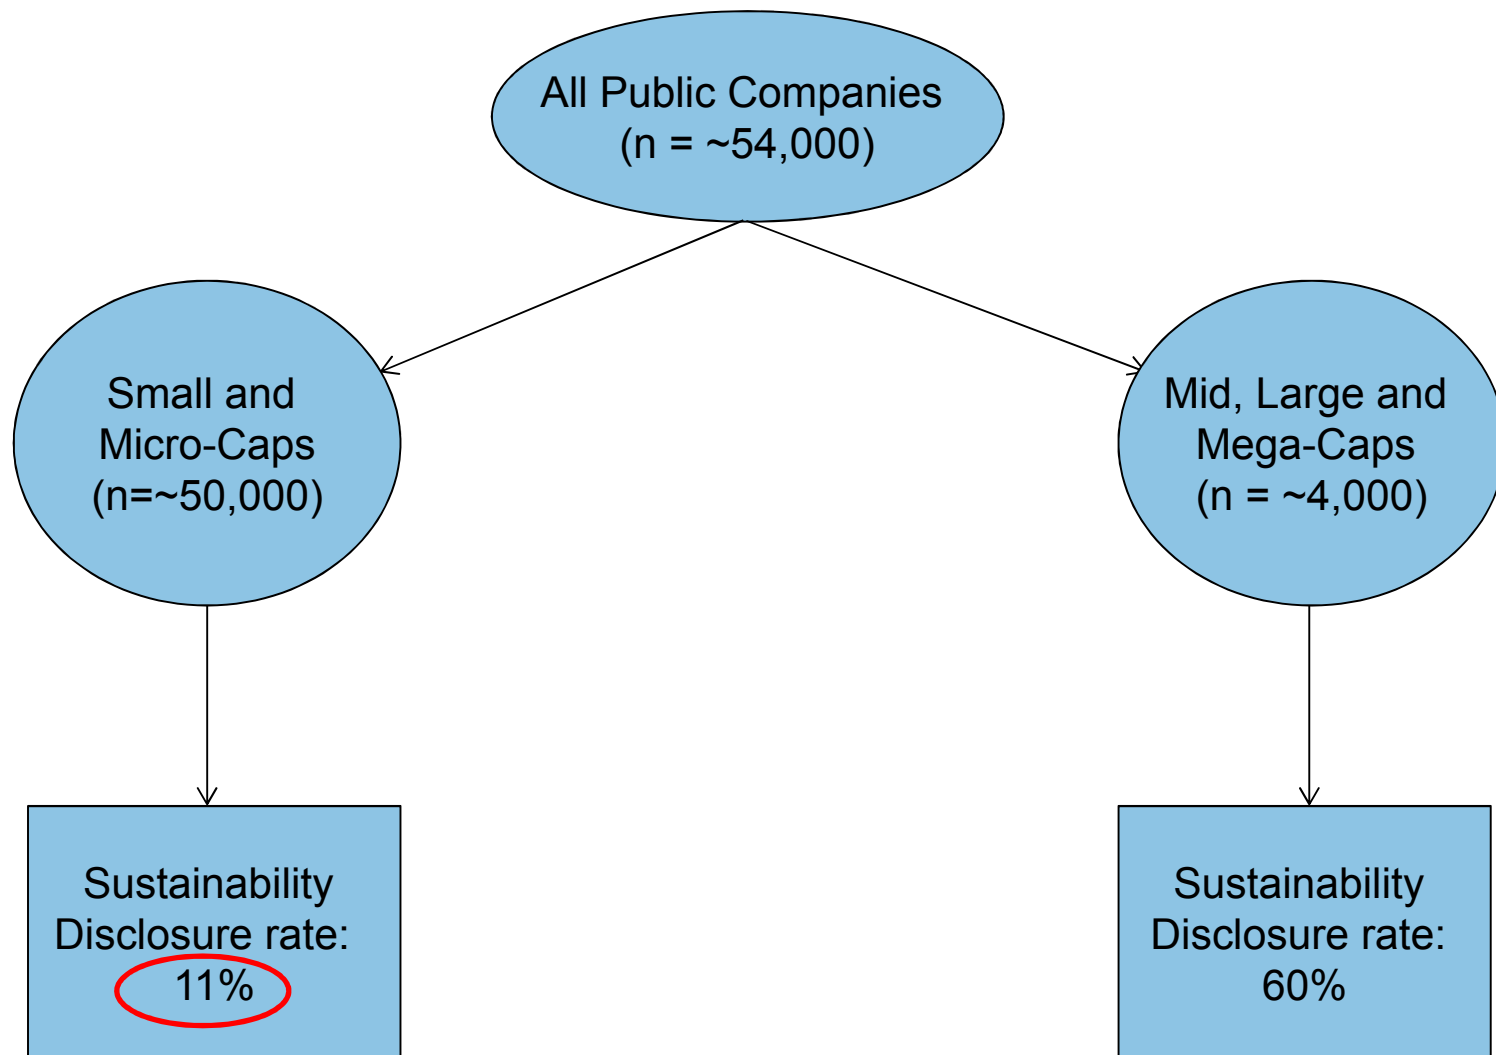 All Public Companies
(n = ~54,000)
Small and
Micro-Caps
(n=~50,000)
Mid, Large and
Mega-Caps
(n = ~4,000)
Sustainability
Disclosure rate:
11%
Sustainability
Disclosure rate:
60%